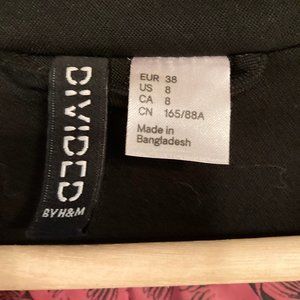 DIVIDED
BY H&M
EUR 38
US 8
CA 8
CN 165/88A
Made in
Bangladesh